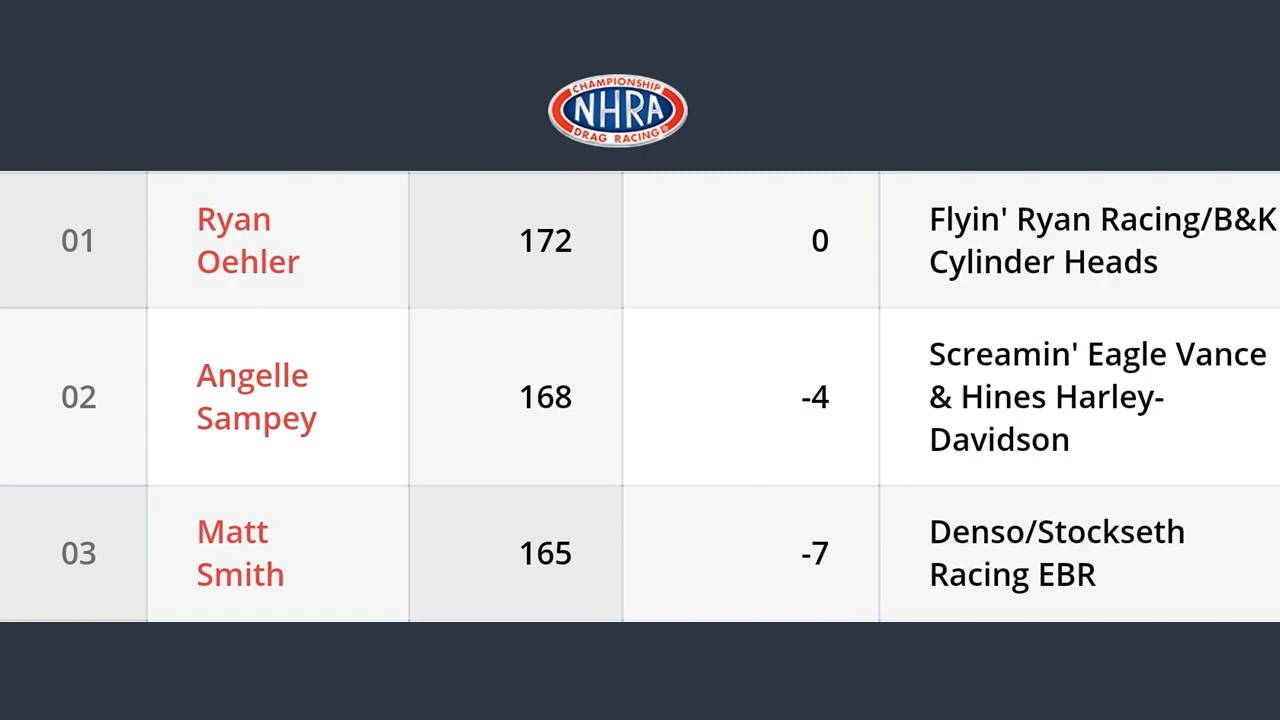 CHAMPIONSHIP
NHRA
DRAG RACING
01
Ryan
Oehler
172
0
Flyin' Ryan Racing/B&K
Cylinder Heads
02
Angelle
Sampey
168
-4
Screamin' Eagle Vance
& Hines Harley-
Davidson
03
Matt
Smith
165
-7
Denso/Stockseth
Racing EBR